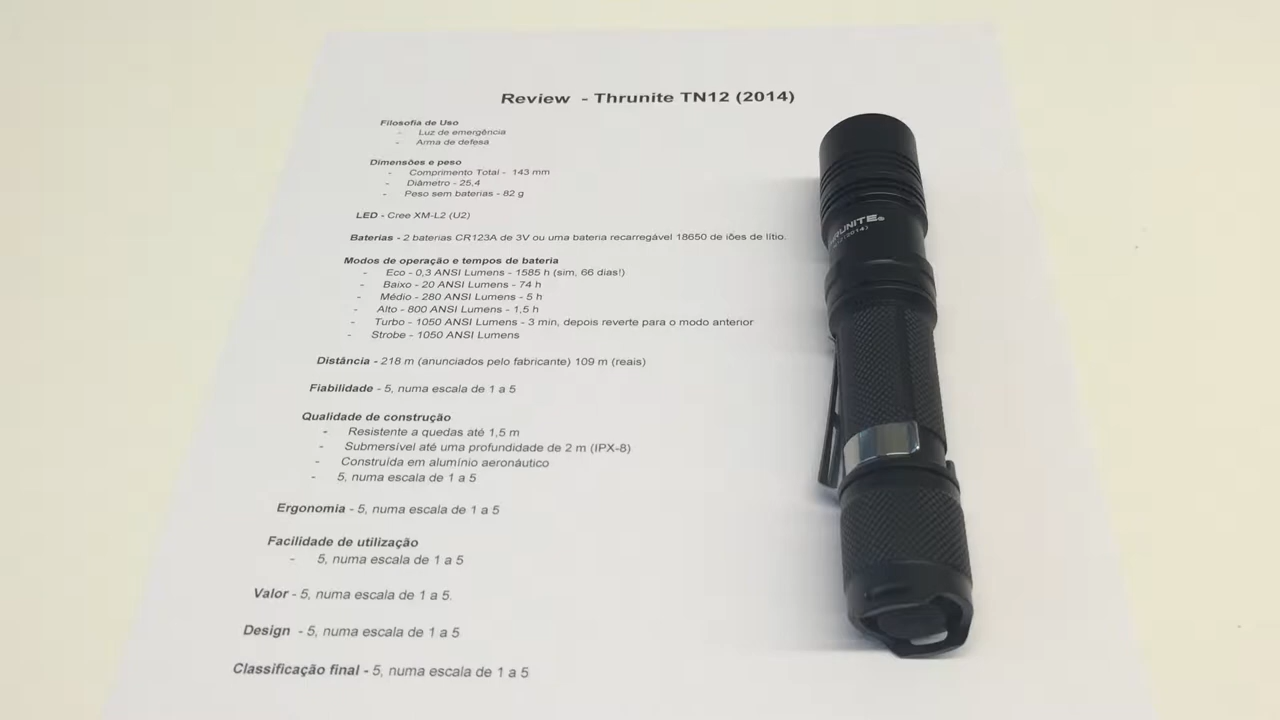 Review - Thrunite TN12 (2014)
Filosofia de Uso
- Luz de emergência
- Arma de defesa
Dimensões e peso
- Comprimento Total - 143 mm
- Diâmetro - 25,4
- Peso sem baterias - 82 g
LED - Cree XM-L2 (U2)
Baterias - 2 baterias CR123A de 3V ou uma bateria recarregável 18650 de iões de lítio.
Modos de operação e tempos de bateria
- Eco - 0,3 ANSI Lumens - 1585 h (sim, 66 dias!)
- Baixo - 20 ANSI Lumens - 74 h
- Médio - 280 ANSI Lumens - 5 h
- Alto - 800 ANSI Lumens - 1,5 h
- Turbo - 1050 ANSI Lumens - 3 min, depois reverte para o modo anterior
- Strobe - 1050 ANSI Lumens
Distância - 218 m (anunciados pelo fabricante) 109 m (reais)
Fiabilidade - 5, numa escala de 1 a 5
Qualidade de construção
- Resistente a quedas até 1,5 m
- Submersível até uma profundidade de 2 m (IPX-8)
- Construída em alumínio aeronáutico
- 5, numa escala de 1 a 5
Ergonomia - 5, numa escala de 1 a 5
Facilidade de utilização
- 5, numa escala de 1 a 5
Valor - 5, numa escala de 1 a 5.
Design - 5, numa escala de 1 a 5
Classificação final - 5, numa escala de 1 a 5
THRUNITE
(2014)